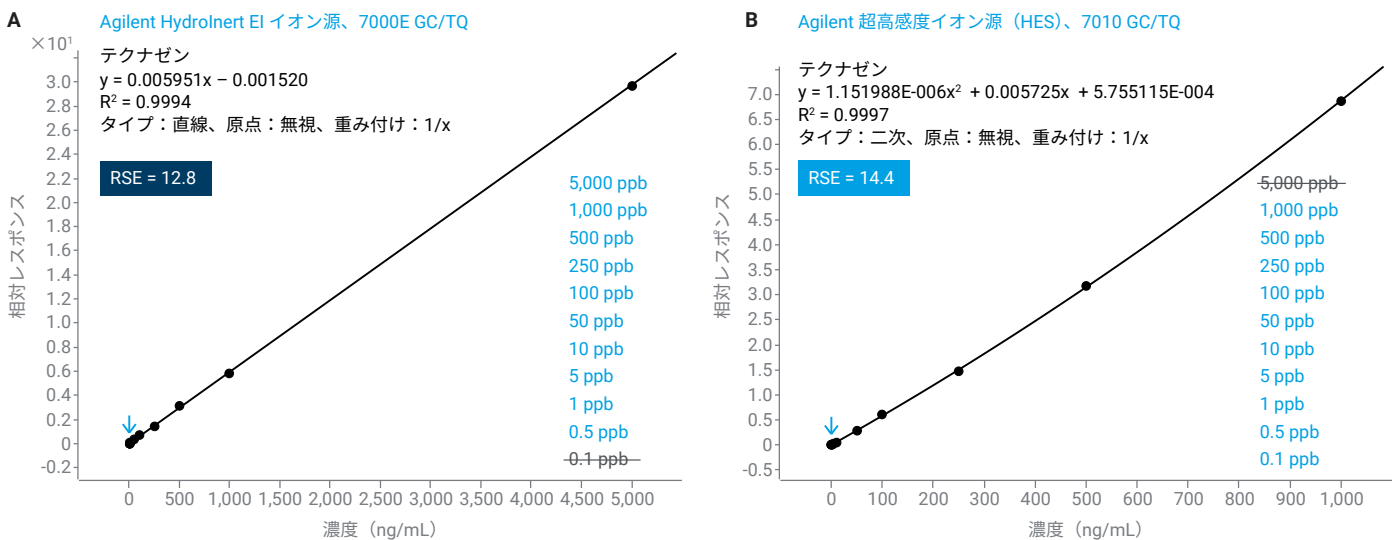 A
Agilent HydroInert EI イオン源、7000E GC/TQ
×10¹
テクナゼン
y = 0.005951x – 0.001520
R² = 0.9994
タイプ：直線、原点：無視、重み付け：1/x
RSE = 12.8
相対レスポンス
3.0
2.8
2.6
2.4
2.2
2.0
1.8
1.6
1.4
1.2
1.0
0.8
0.6
0.4
0.2
0
-0.2
5,000 ppb
1,000 ppb
500 ppb
250 ppb
100 ppb
50 ppb
10 ppb
5 ppb
1 ppb
0.5 ppb
0.1 ppb
0 500 1,000 1,500 2,000 2,500 3,000 3,500 4,000 4,500 5,000
濃度（ng/mL）
B
Agilent 超高感度イオン源（HES）、7010 GC/TQ
テクナゼン
y = 1.151988E-006x² + 0.005725x + 5.755115E-004
R² = 0.9997
タイプ：二次、原点：無視、重み付け：1/x
RSE = 14.4
相対レスポンス
7.0
6.5
6.0
5.5
5.0
4.5
4.0
3.5
3.0
2.5
2.0
1.5
1.0
0.5
0
-0.5
5,000 ppb
1,000 ppb
500 ppb
250 ppb
100 ppb
50 ppb
10 ppb
5 ppb
1 ppb
0.5 ppb
0.1 ppb
0 100 200 300 400 500 600 700 800 900 1,000
濃度（ng/mL）